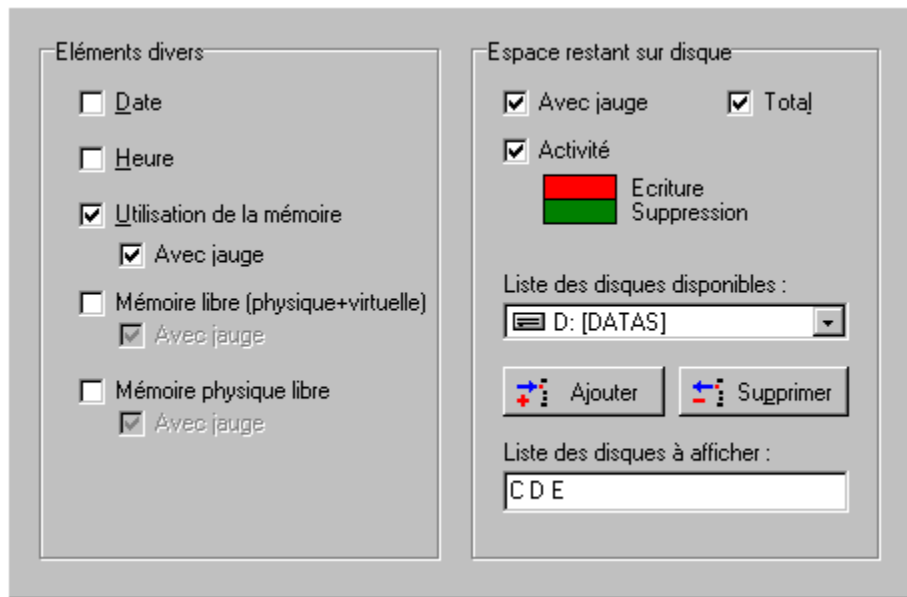 Eléments divers
Date
Heure
Utilisation de la mémoire
Avec jauge
Mémoire libre (physique+virtuelle)
Avec jauge
Mémoire physique libre
Avec jauge
Espace restant sur disque
Avec jauge
Total
Activité
Ecriture
Suppression
Liste des disques disponibles :
D: [DATAS]
Ajouter
Supprimer
Liste des disques à afficher :
C D E